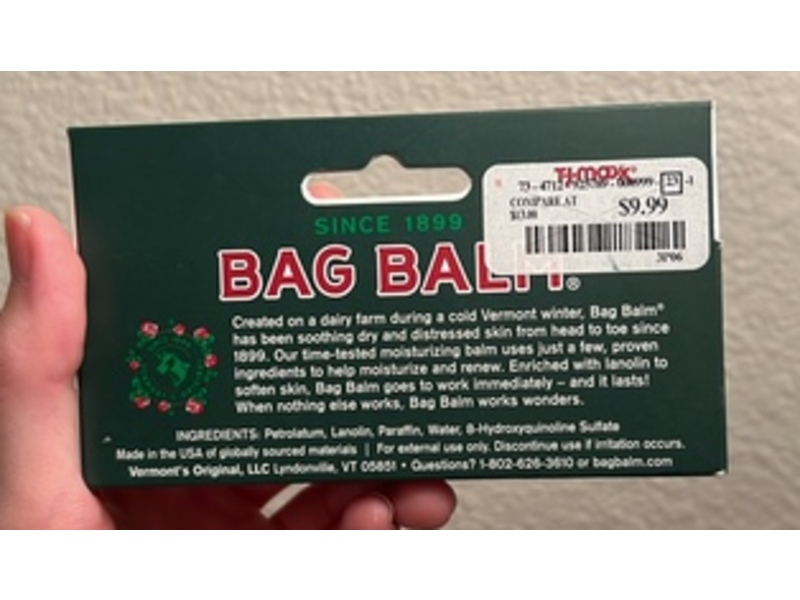 T·J·maxx
73-4712-
COMPARE AT
$13.00
$9.99
3P06
SINCE 1899
BAG BALM®
Created on a dairy farm during a cold Vermont winter, Bag Balm®
has been soothing dry and distressed skin from head to toe since
1899. Our time-tested moisturizing balm uses just a few, proven
ingredients to help moisturize and renew. Enriched with lanolin to
soften skin, Bag Balm goes to work immediately – and it lasts!
When nothing else works, Bag Balm works wonders.
INGREDIENTS: Petrolatum, Lanolin, Paraffin, Water, 8-Hydroxyquinoline Sulfate
Made in the USA of globally sourced materials | For external use only. Discontinue use if irritation occurs.
Vermont's Original, LLC Lyndonville, VT 05851 • Questions? 1-802-626-3610 or bagbalm.com